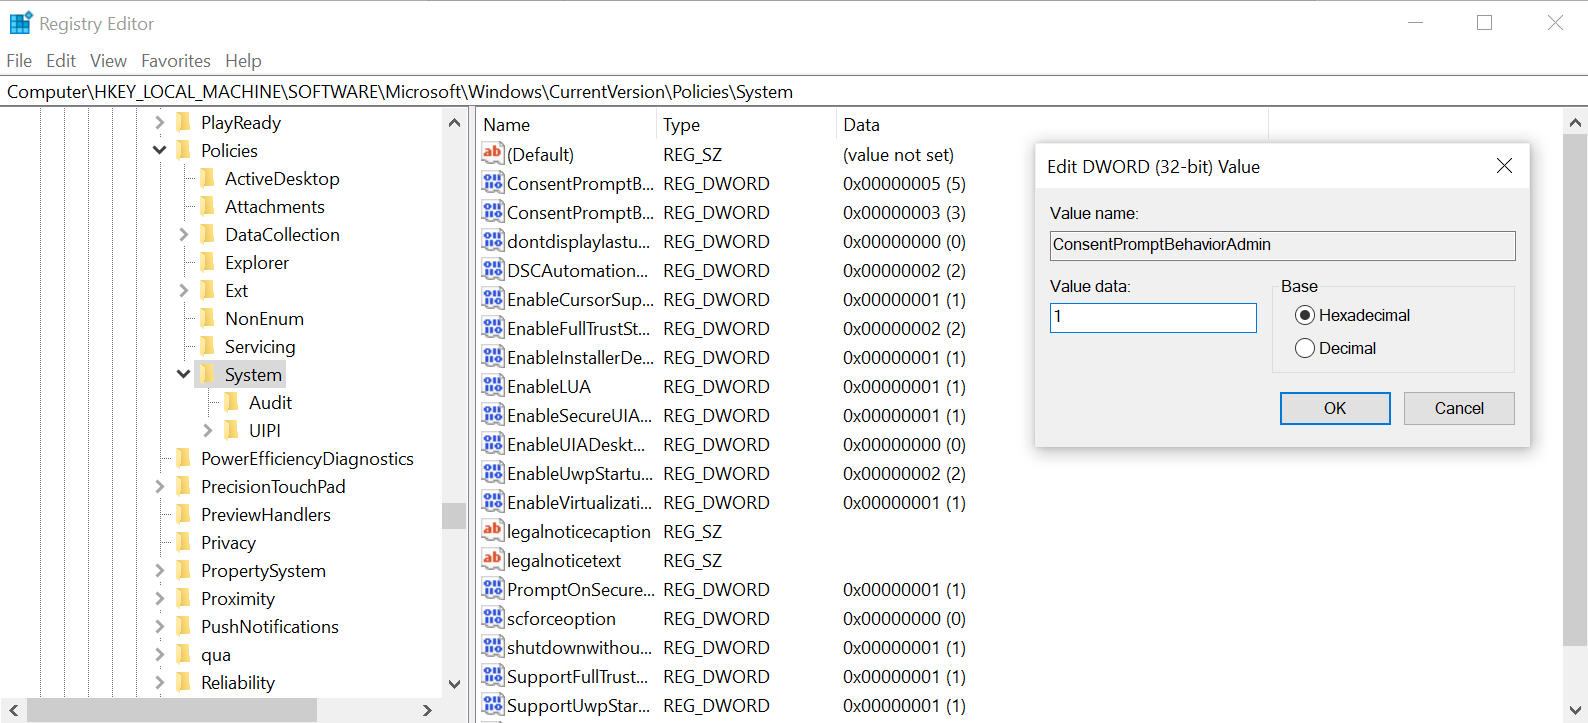 Registry Editor
File Edit View Favorites Help
Computer\HKEY_LOCAL_MACHINE\SOFTWARE\Microsoft\Windows\CurrentVersion\Policies\System
PlayReady
Policies
ActiveDesktop
Attachments
DataCollection
Explorer
Ext
NonEnum
Servicing
System
Audit
UIPI
PowerEfficiencyDiagnostics
PrecisionTouchPad
PreviewHandlers
Privacy
PropertySystem
Proximity
PushNotifications
qua
Reliability
Name Type Data
(Default) REG_SZ (value not set)
ConsentPromptB... REG_DWORD 0x00000005 (5)
ConsentPromptB... REG_DWORD 0x00000003 (3)
dontdisplaylastu... REG_DWORD 0x00000000 (0)
DSCAutomation... REG_DWORD 0x00000002 (2)
EnableCursorSup... REG_DWORD 0x00000001 (1)
EnableFullTrustSt... REG_DWORD 0x00000002 (2)
EnableInstallerDe... REG_DWORD 0x00000001 (1)
EnableLUA REG_DWORD 0x00000001 (1)
EnableSecureUIA... REG_DWORD 0x00000001 (1)
EnableUIADeskt... REG_DWORD 0x00000000 (0)
EnableUwpStartu... REG_DWORD 0x00000002 (2)
EnableVirtualizati... REG_DWORD 0x00000001 (1)
legalnoticecaption REG_SZ
legalnoticetext REG_SZ
PromptOnSecure... REG_DWORD 0x00000001 (1)
scforceoption REG_DWORD 0x00000000 (0)
shutdownwithou... REG_DWORD 0x00000001 (1)
SupportFullTrust... REG_DWORD 0x00000001 (1)
SupportUwpStar... REG_DWORD 0x00000001 (1)
Edit DWORD (32-bit) Value
Value name:
ConsentPromptBehaviorAdmin
Value data:
1
Base
Hexadecimal
Decimal
OK Cancel